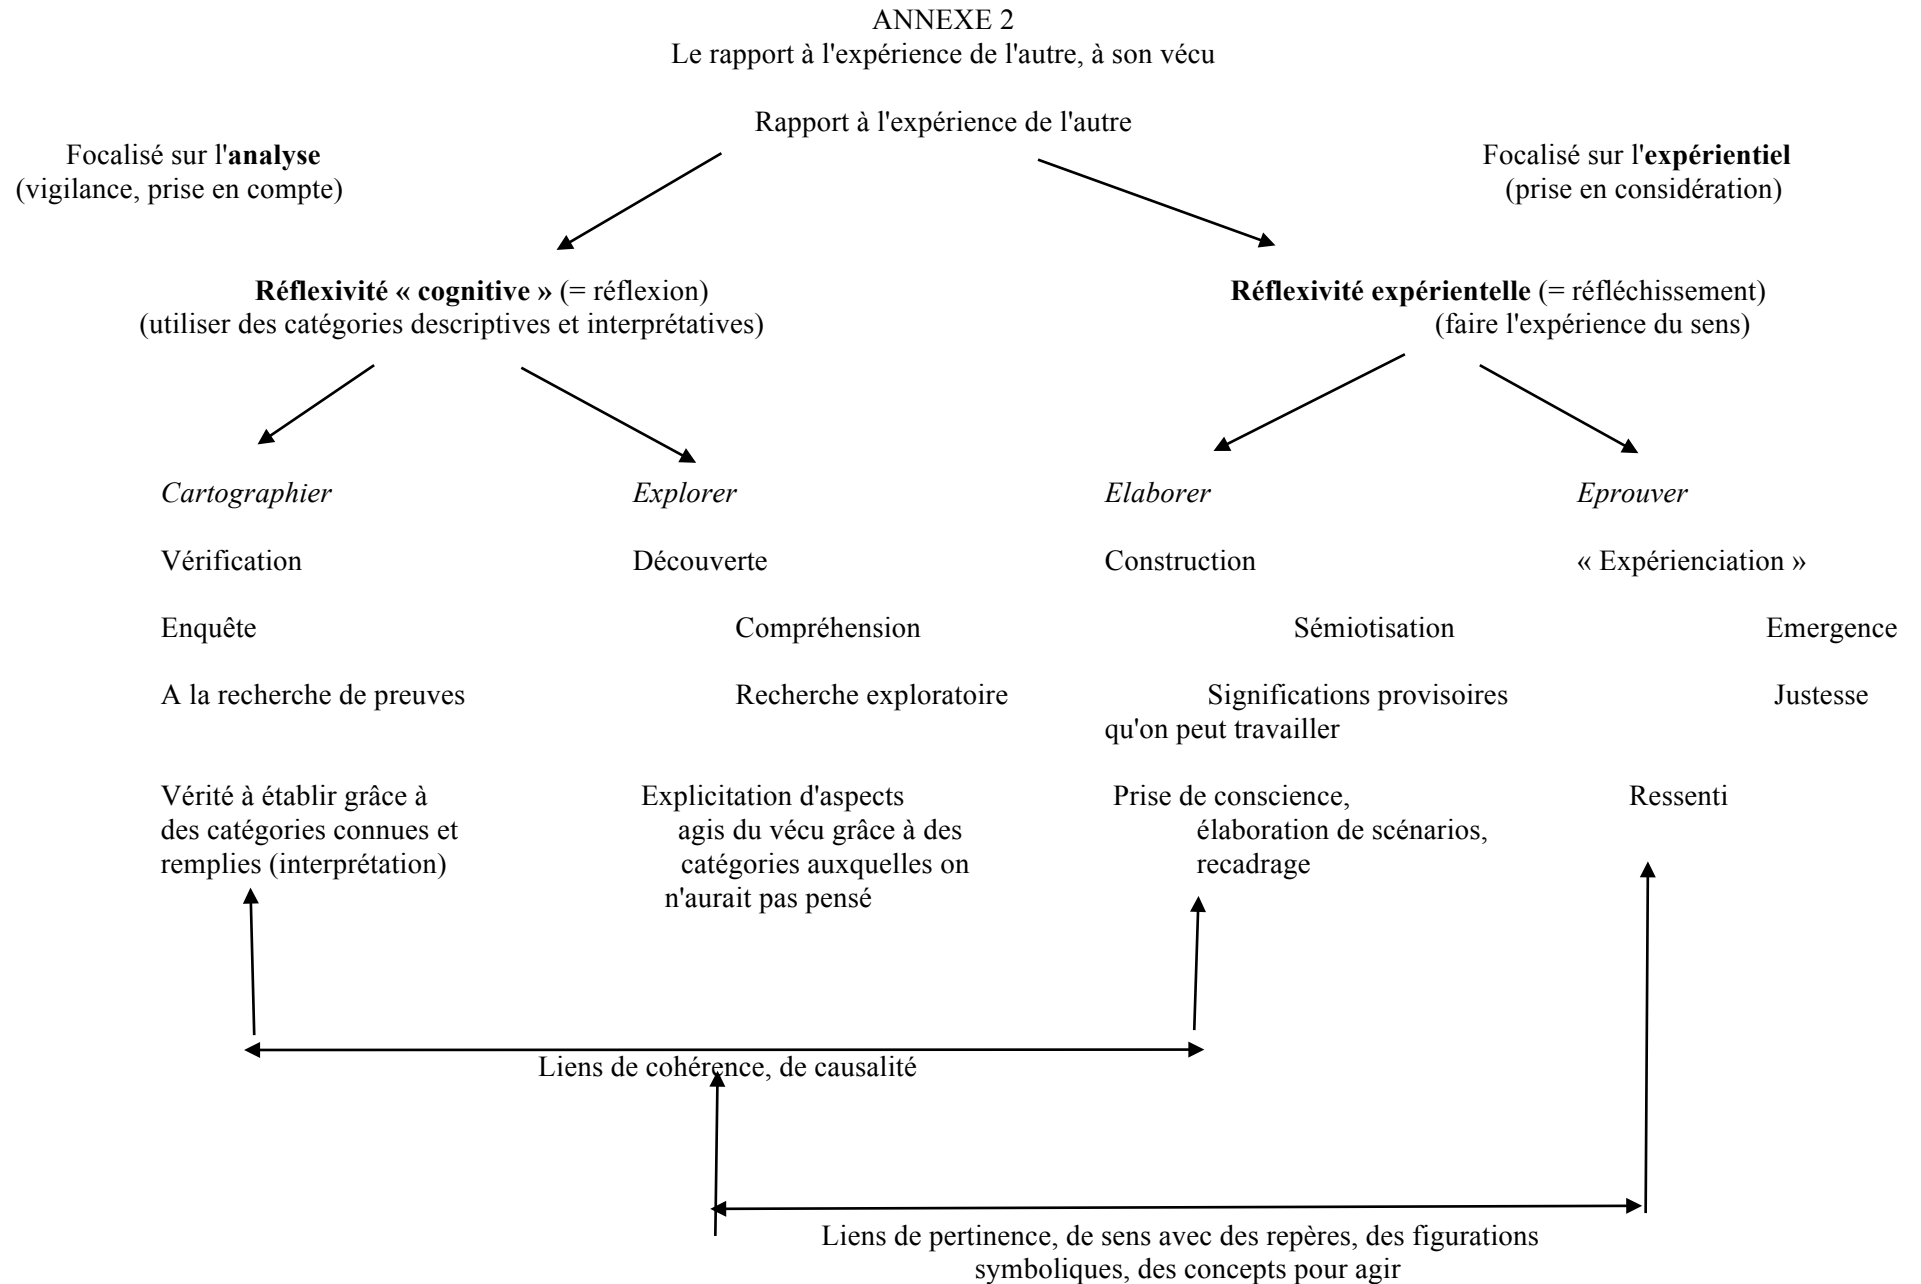 ANNEXE 2
Le rapport à l'expérience de l'autre, à son vécu
Rapport à l'expérience de l'autre
Focalisé sur l'analyse
(vigilance, prise en compte)
Focalisé sur l'expérientiel
(prise en considération)
Réflexivité « cognitive » (= réflexion)
(utiliser des catégories descriptives et interprétatives)
Réflexivité expérientelle (= réfléchissement)
(faire l'expérience du sens)
Cartographier Explorer Elaborer Eprouver
Vérification Découverte Construction « Expérienciation »
Enquête Compréhension Sémiotisation Emergence
A la recherche de preuves Recherche exploratoire Significations provisoires Justesse
qu'on peut travailler
Vérité à établir grâce à
des catégories connues et
remplies (interprétation)
Explicitation d'aspects
agis du vécu grâce à des
catégories auxquelles on
n'aurait pas pensé
Prise de conscience,
élaboration de scénarios,
recadrage
Ressenti
Liens de cohérence, de causalité
Liens de pertinence, de sens avec des repères, des figurations
symboliques, des concepts pour agir